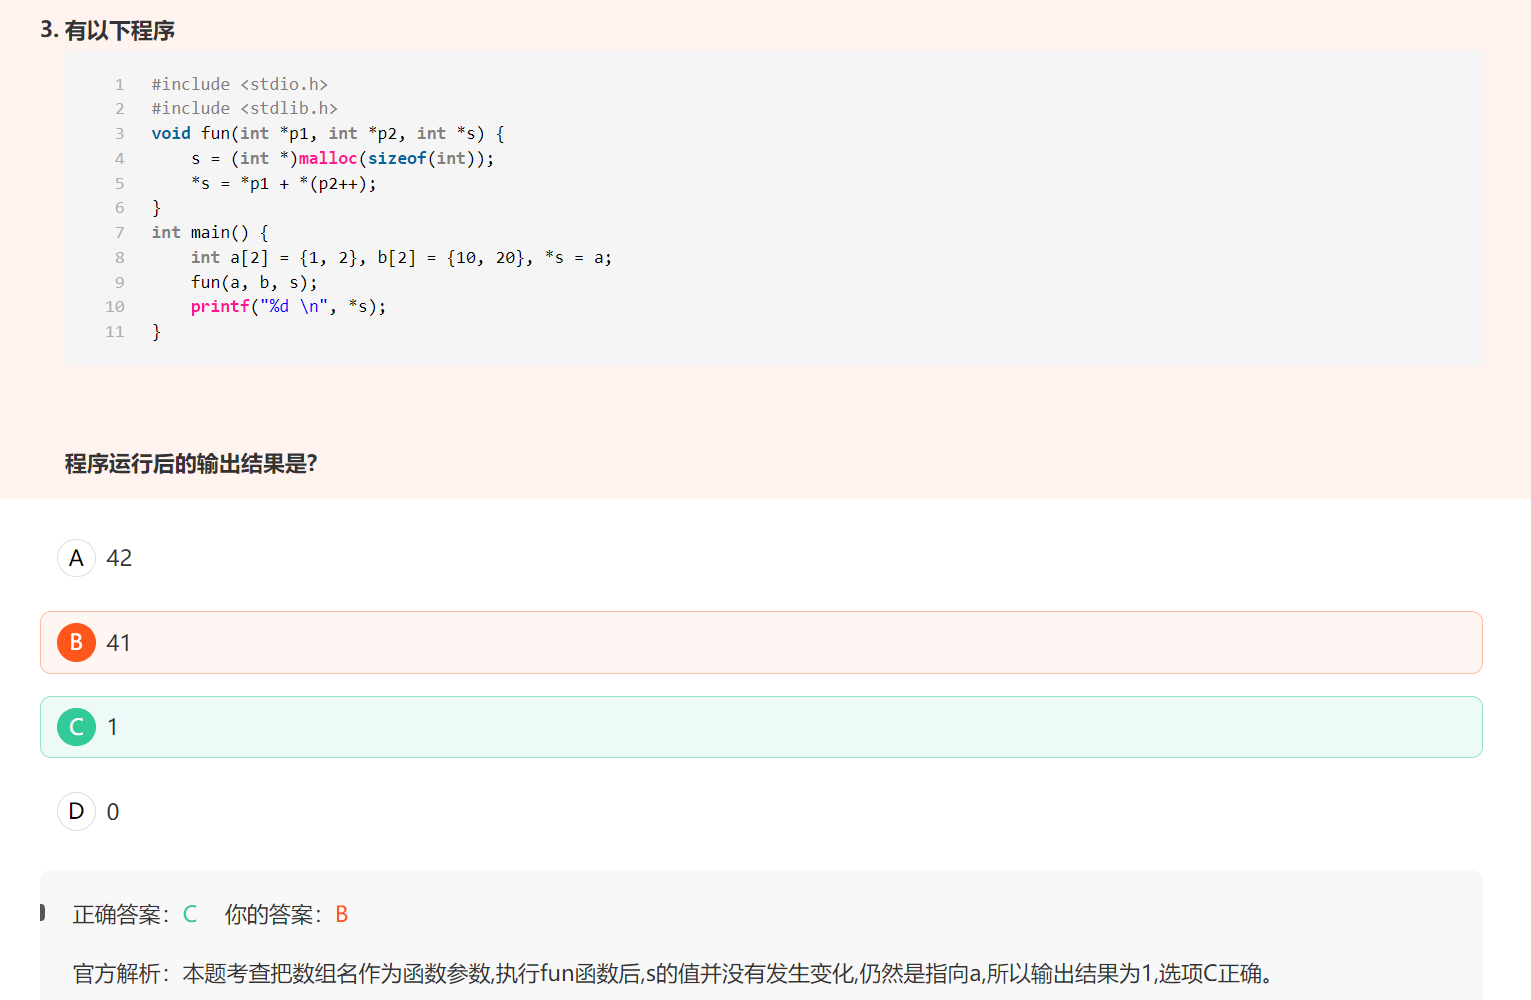 3. 有以下程序
1 #include <stdio.h>
2 #include <stdlib.h>
3 void fun(int *p1, int *p2, int *s) {
4     s = (int *)malloc(sizeof(int));
5     *s = *p1 + *(p2++);
6 }
7 int main() {
8     int a[2] = {1, 2}, b[2] = {10, 20}, *s = a;
9     fun(a, b, s);
10     printf("%d \n", *s);
11 }
程序运行后的输出结果是?
A 42
B 41
C 1
D 0
正确答案：C 你的答案：B
官方解析：本题考查把数组名作为函数参数,执行fun函数后,s的值并没有发生变化,仍然是指向a,所以输出结果为1,选项C正确。